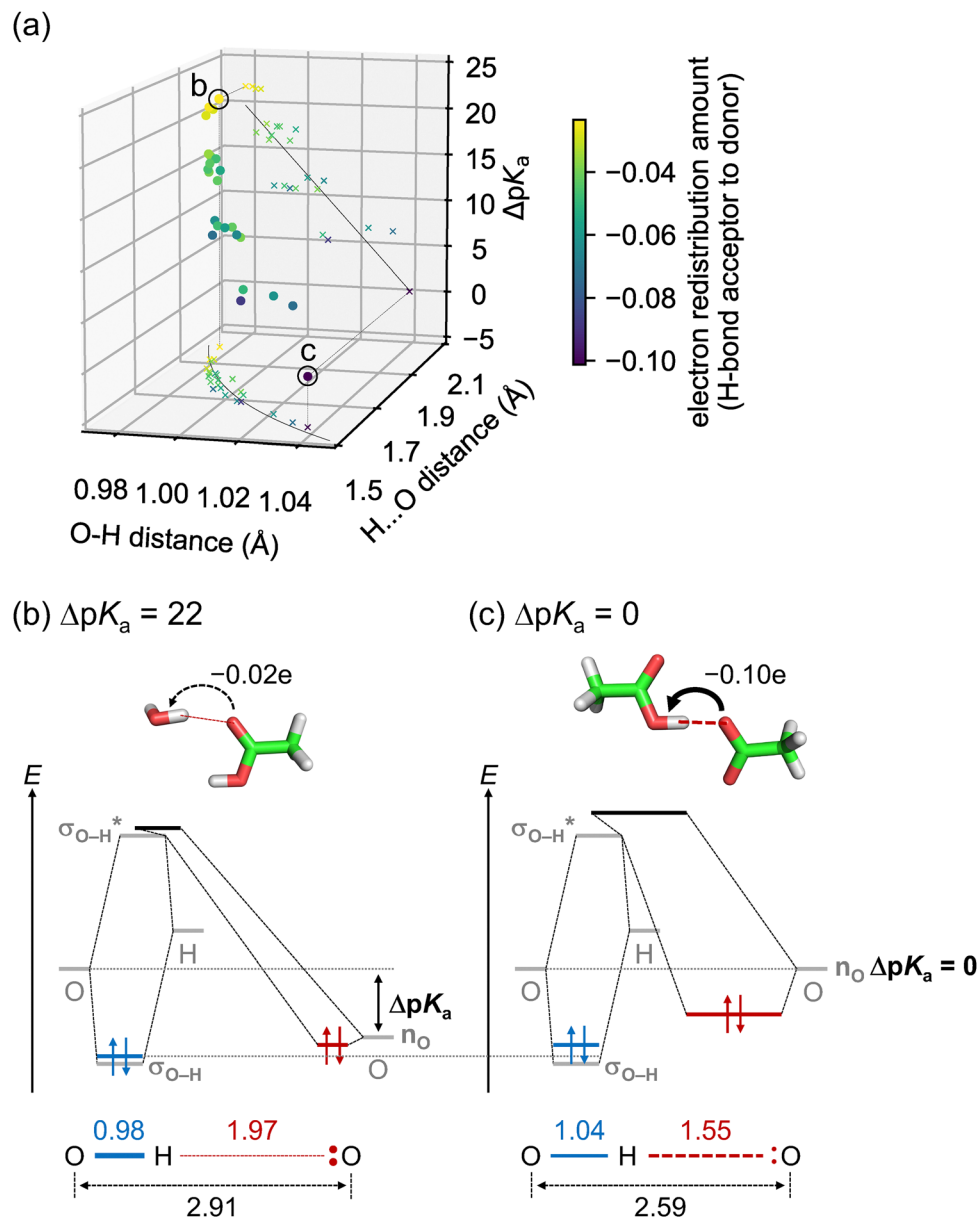 (a)
b
c
25
20
15
10
5
0
−5
ΔpKa
2.1
1.9
1.7
1.5
H...O distance (Å)
0.98 1.00 1.02 1.04
O-H distance (Å)
−0.04
−0.06
−0.08
−0.10
electron redistribution amount
(H-bond acceptor to donor)
(b) ΔpKa = 22
−0.02e
E
σO–H*
H
O
ΔpKa
nO
O
σO–H
0.98 1.97
O H O
2.91
(c) ΔpKa = 0
−0.10e
E
σO–H*
H
O
nO ΔpKa = 0
O
σO–H
1.04 1.55
O H O
2.59